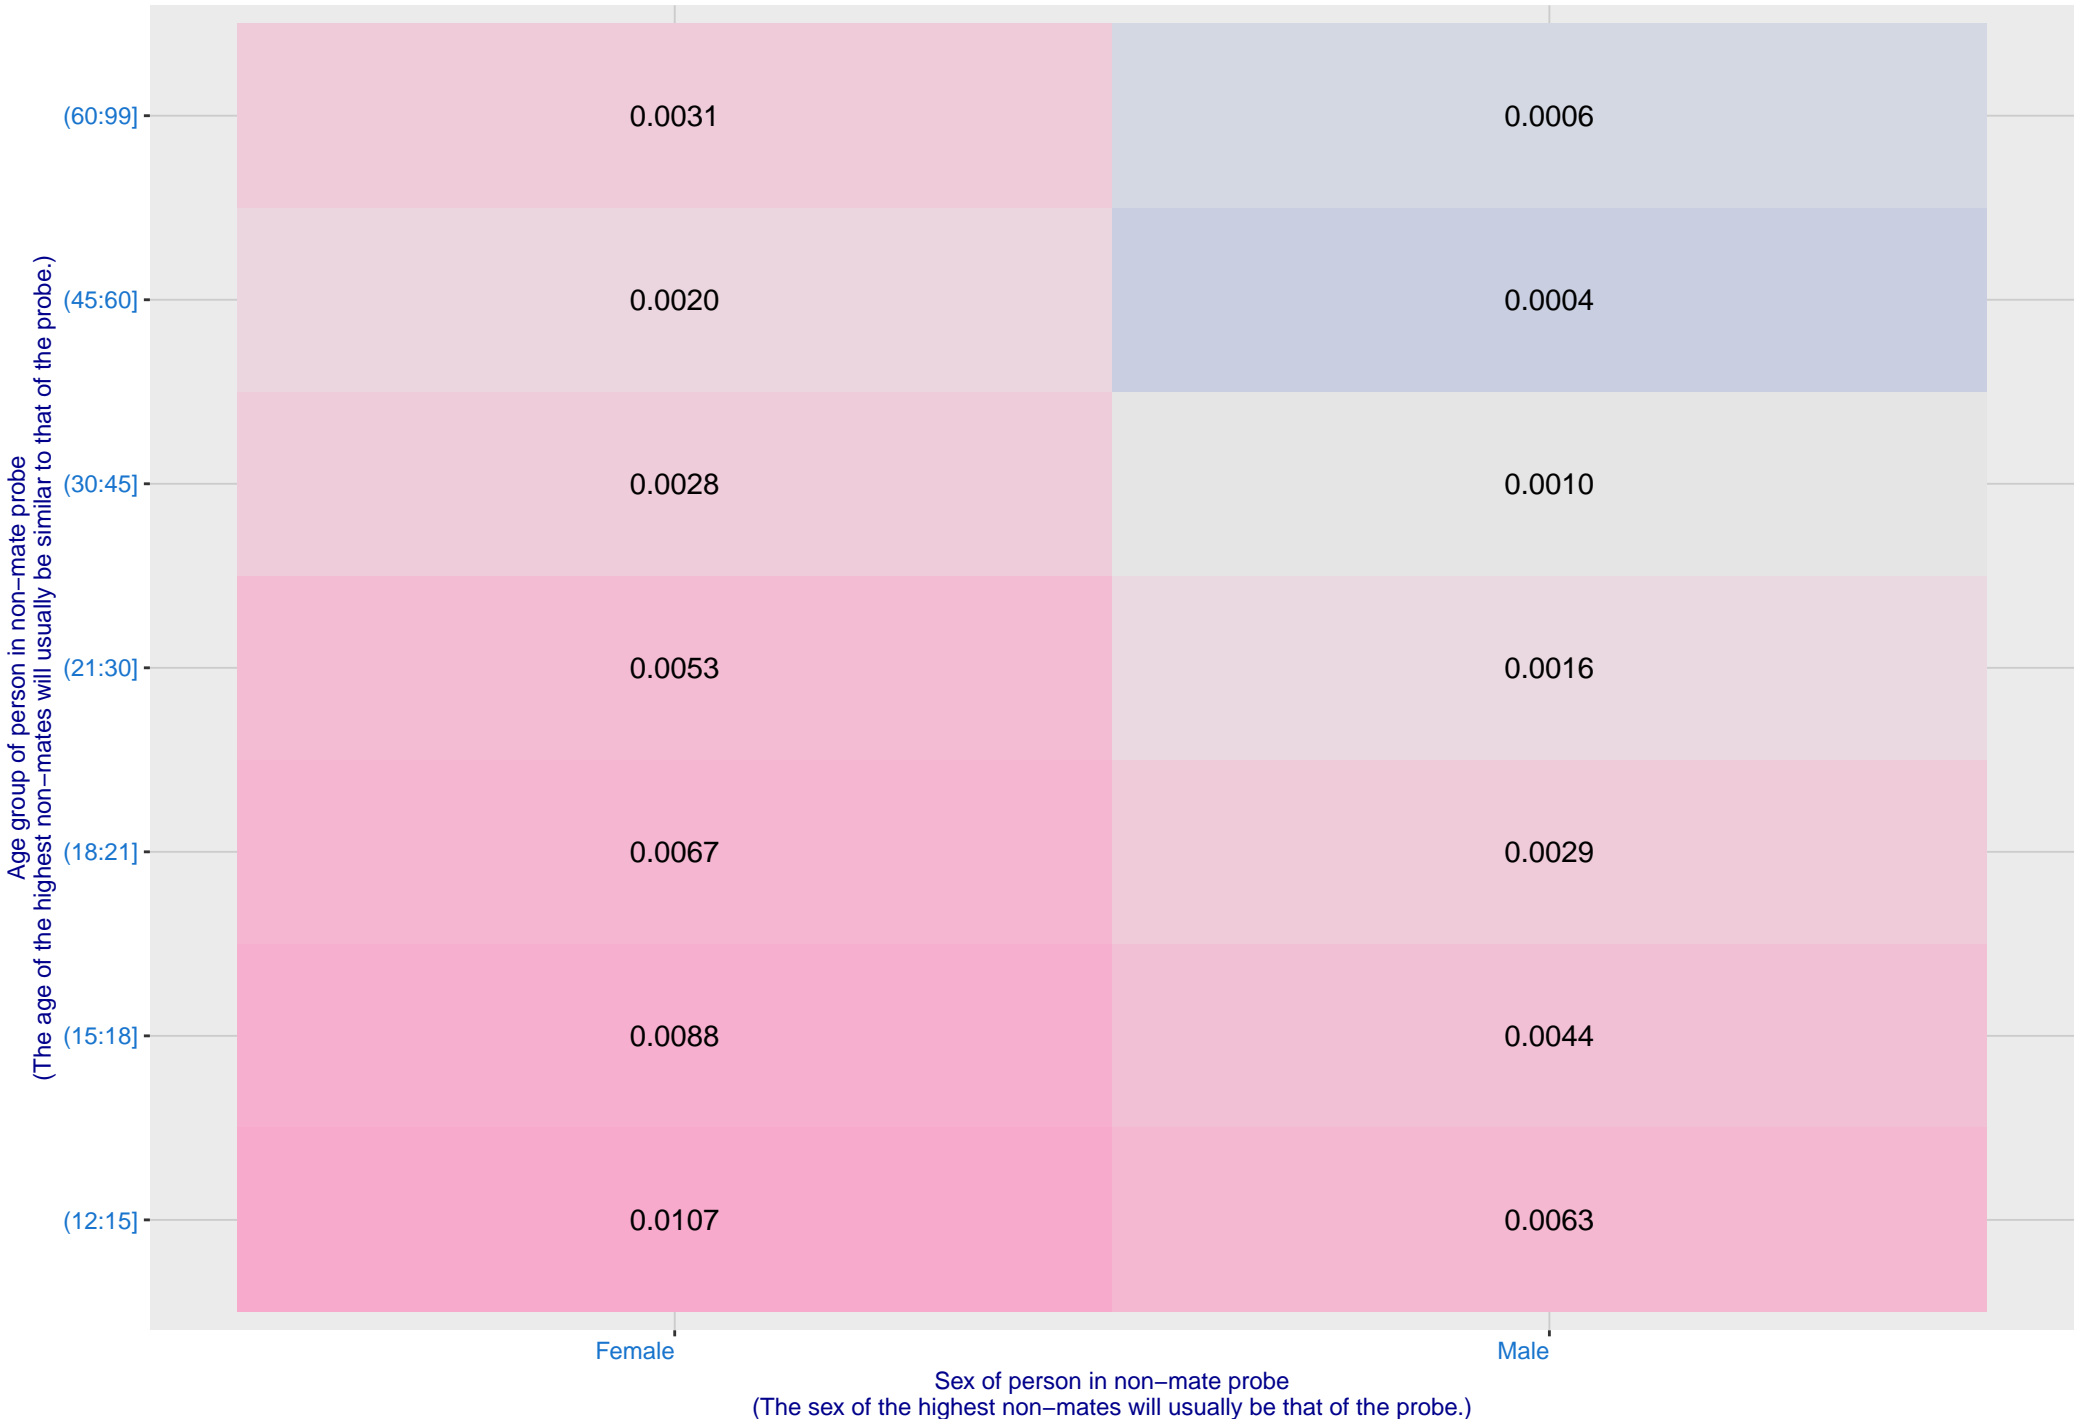 Age group of person in non−mate probe
(The age of the highest non−mates will usually be similar to that of the probe.)
(60:99] 0.0031 0.0006
(45:60] 0.0020 0.0004
(30:45] 0.0028 0.0010
(21:30] 0.0053 0.0016
(18:21] 0.0067 0.0029
(15:18] 0.0088 0.0044
(12:15] 0.0107 0.0063
Female Male
Sex of person in non−mate probe
(The sex of the highest non−mates will usually be that of the probe.)